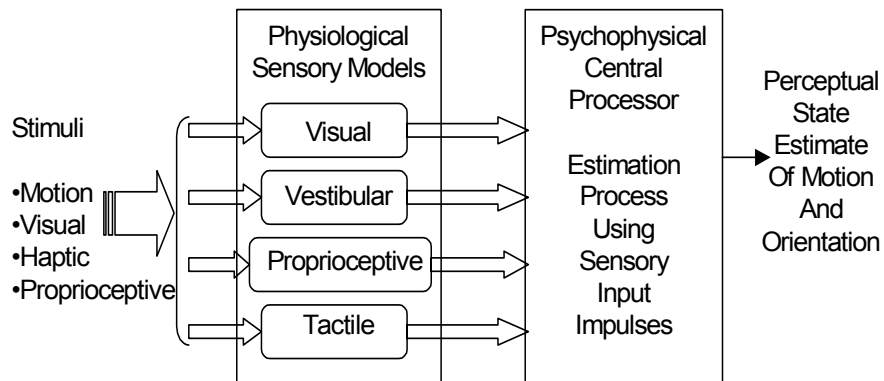 Stimuli
•Motion
•Visual
•Haptic
•Proprioceptive
Physiological
Sensory Models
Visual
Vestibular
Proprioceptive
Tactile
Psychophysical
Central
Processor
Estimation
Process
Using
Sensory
Input
Impulses
Perceptual
State
Estimate
Of Motion
And
Orientation